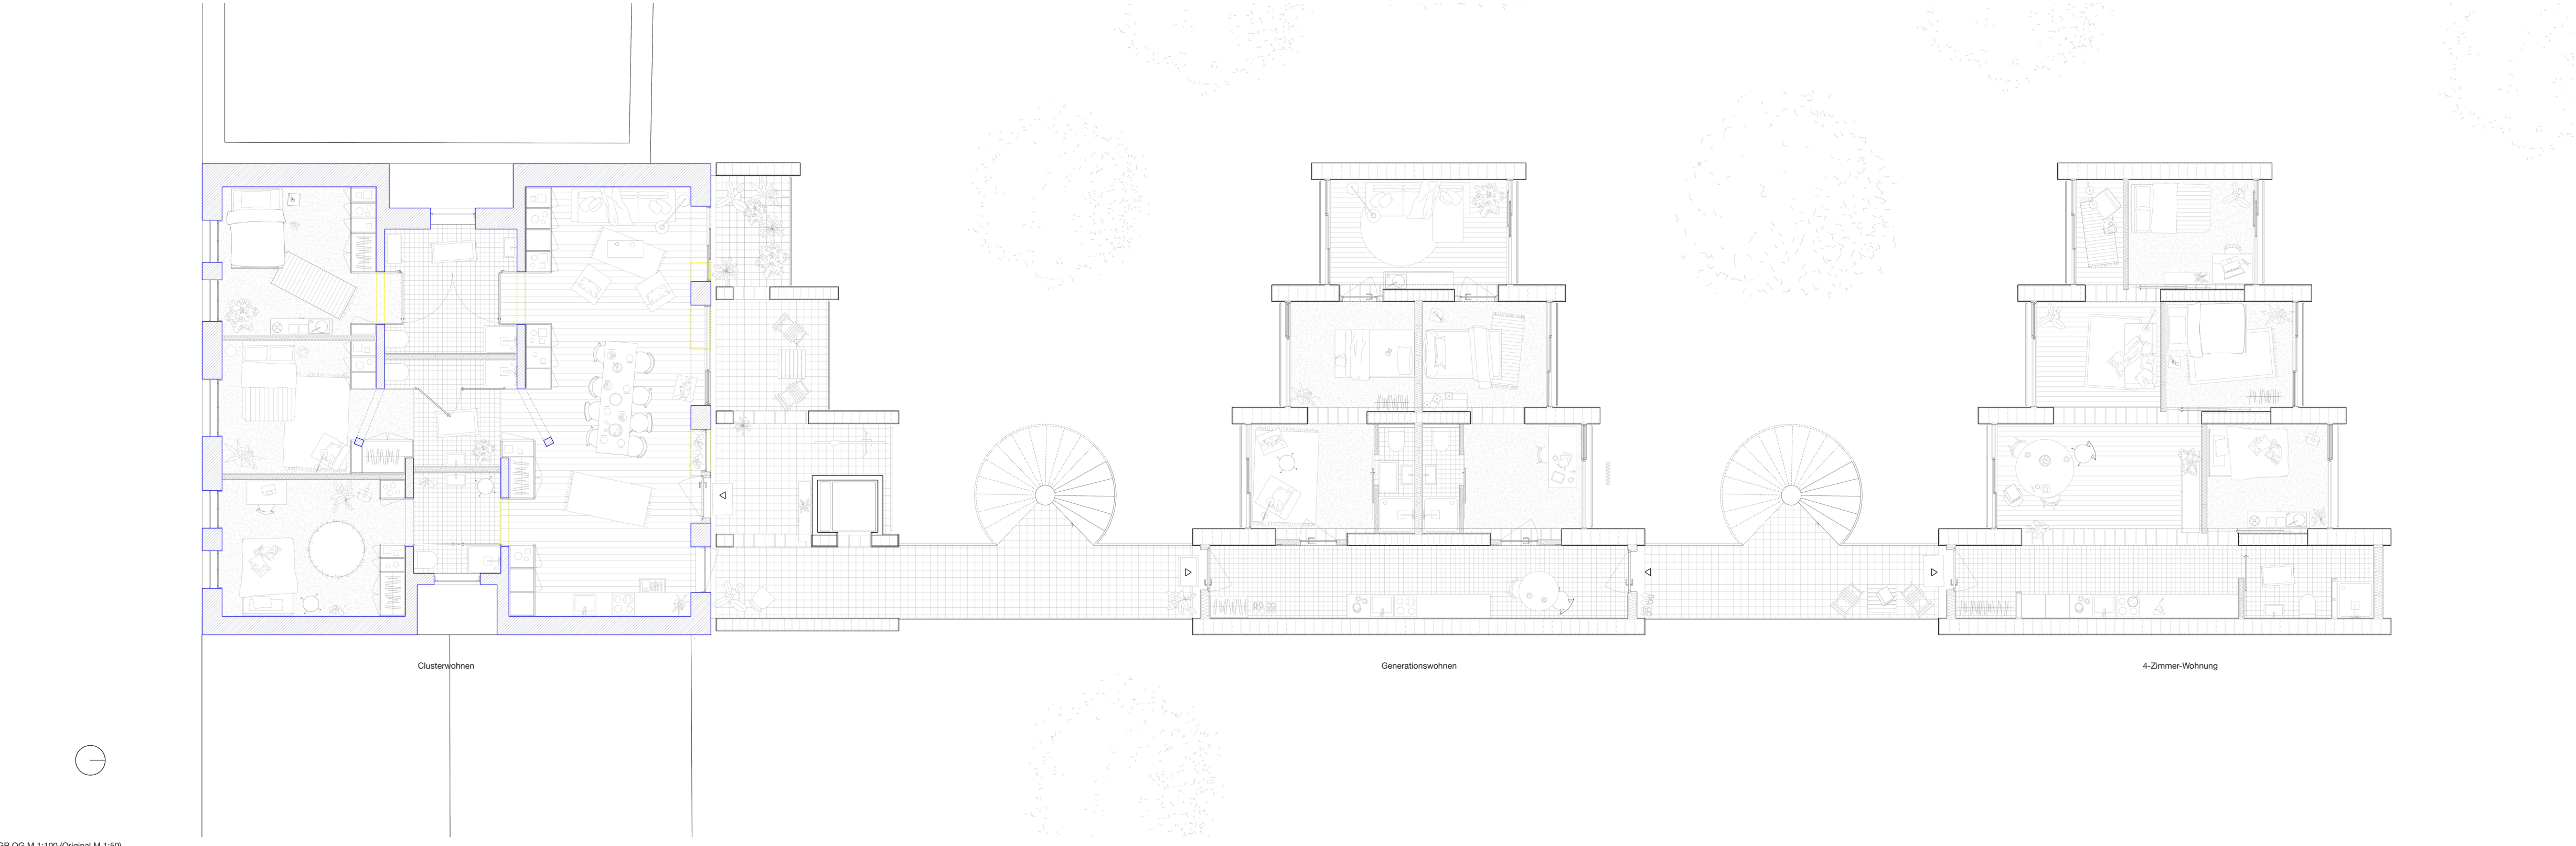 Clusterwohnen
Generationswohnen
4-Zimmer-Wohnung
GR OG M 1:100 (Original M 1:50)